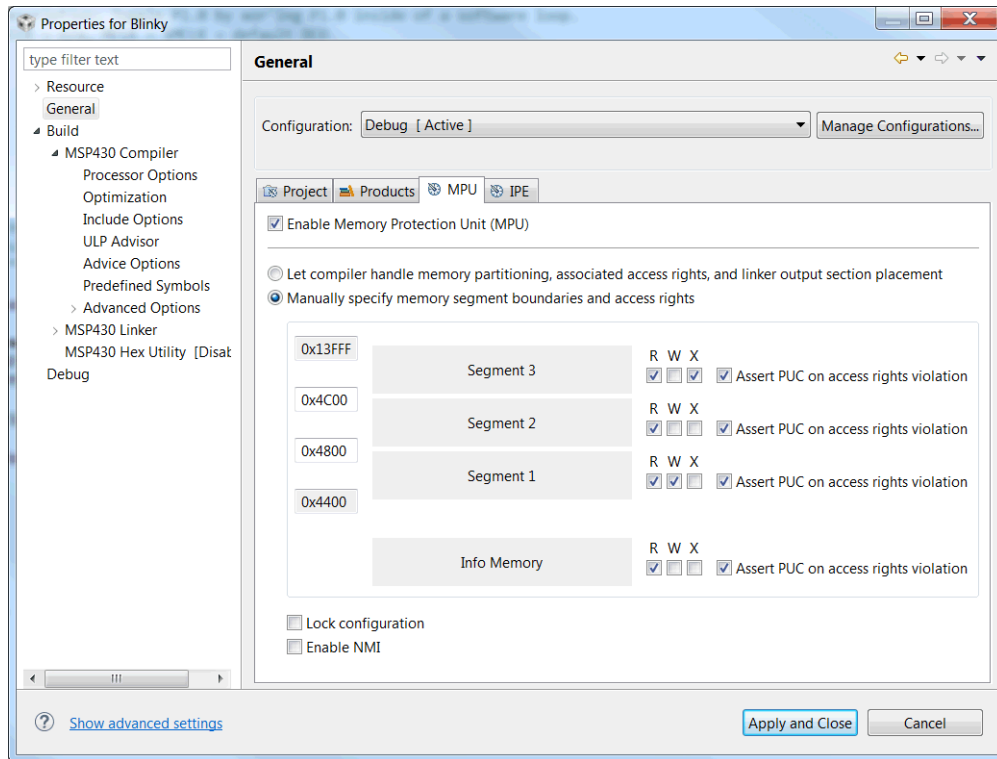 Properties for Blinky
type filter text
Resource
General
Build
MSP430 Compiler
Processor Options
Optimization
Include Options
ULP Advisor
Advice Options
Predefined Symbols
Advanced Options
MSP430 Linker
MSP430 Hex Utility [Disab
Debug
General
Configuration: Debug [ Active ] Manage Configurations...
Project Products MPU IPE
Enable Memory Protection Unit (MPU)
Let compiler handle memory partitioning, associated access rights, and linker output section placement
Manually specify memory segment boundaries and access rights
0x13FFF
R W X
Segment 3 Assert PUC on access rights violation
0x4C00
R W X
Segment 2 Assert PUC on access rights violation
0x4800
R W X
Segment 1 Assert PUC on access rights violation
0x4400
R W X
Info Memory Assert PUC on access rights violation
Lock configuration
Enable NMI
Show advanced settings Apply and Close Cancel